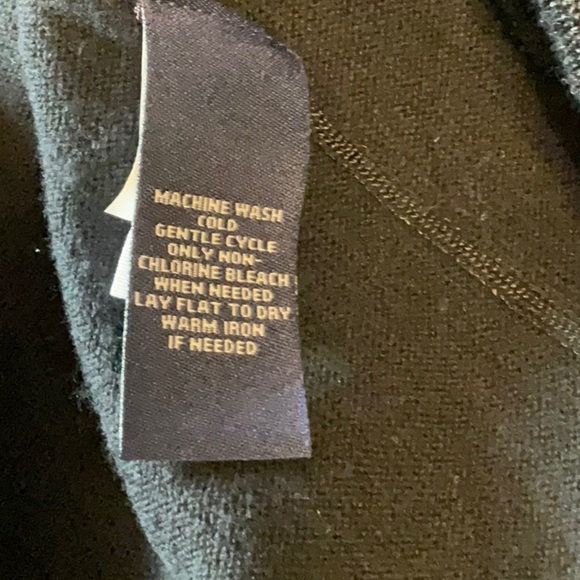 MACHINE WASH
COLD
GENTLE CYCLE
ONLY NON-
CHLORINE BLEACH
WHEN NEEDED
LAY FLAT TO DRY
WARM IRON
IF NEEDED